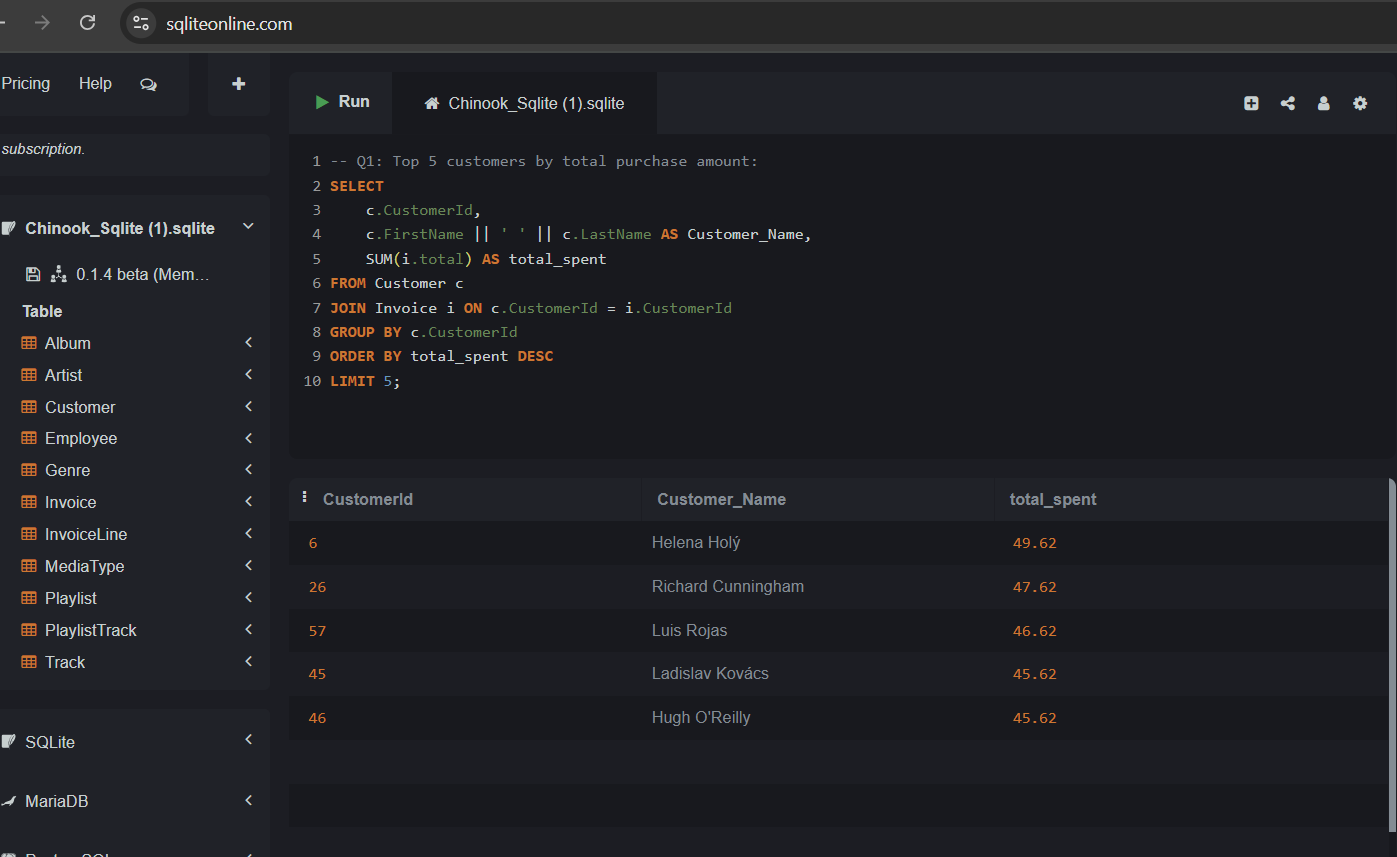 sqliteonline.com
Pricing Help
subscription.
Chinook_Sqlite (1).sqlite
0.1.4 beta (Mem...
Table
Album
Artist
Customer
Employee
Genre
Invoice
InvoiceLine
MediaType
Playlist
PlaylistTrack
Track
SQLite
MariaDB
Run Chinook_Sqlite (1).sqlite
1 -- Q1: Top 5 customers by total purchase amount:
2 SELECT
3 c.CustomerId,
4 c.FirstName || ' ' || c.LastName AS Customer_Name,
5 SUM(i.total) AS total_spent
6 FROM Customer c
7 JOIN Invoice i ON c.CustomerId = i.CustomerId
8 GROUP BY c.CustomerId
9 ORDER BY total_spent DESC
10 LIMIT 5;
CustomerId Customer_Name total_spent
6 Helena Holý 49.62
26 Richard Cunningham 47.62
57 Luis Rojas 46.62
45 Ladislav Kovács 45.62
46 Hugh O'Reilly 45.62